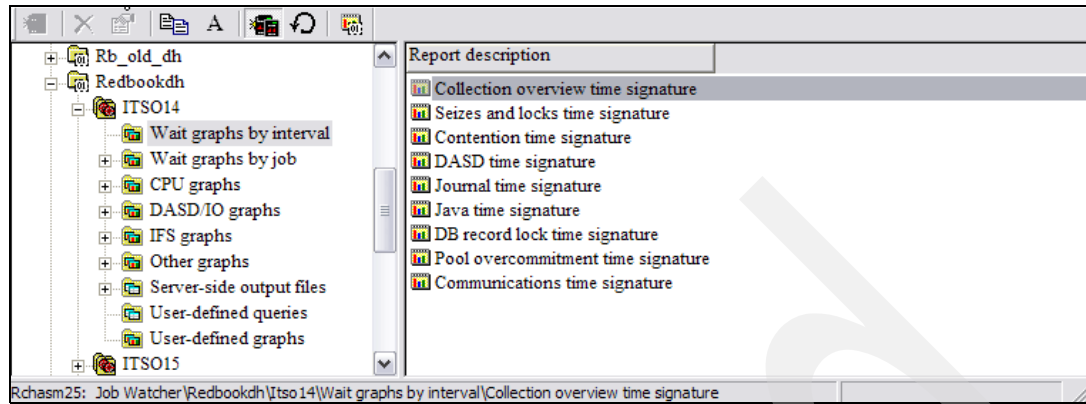 A
Rb_old_dh
Redbookdh
ITSO14
Wait graphs by interval
Wait graphs by job
CPU graphs
DASD/IO graphs
IFS graphs
Other graphs
Server-side output files
User-defined queries
User-defined graphs
ITSO15
Report description
Collection overview time signature
Seizes and locks time signature
Contention time signature
DASD time signature
Journal time signature
Java time signature
DB record lock time signature
Pool overcommitment time signature
Communications time signature
Rchasm25: Job Watcher\Redbookdh\Itso14\Wait graphs by interval\Collection overview time signature